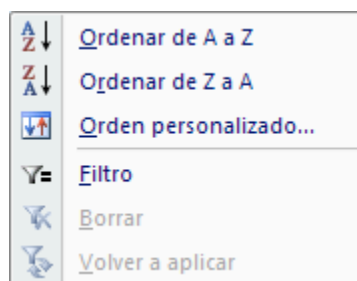 Ordenar de A a Z
Ordenar de Z a A
Orden personalizado...
Filtro
Borrar
Volver a aplicar